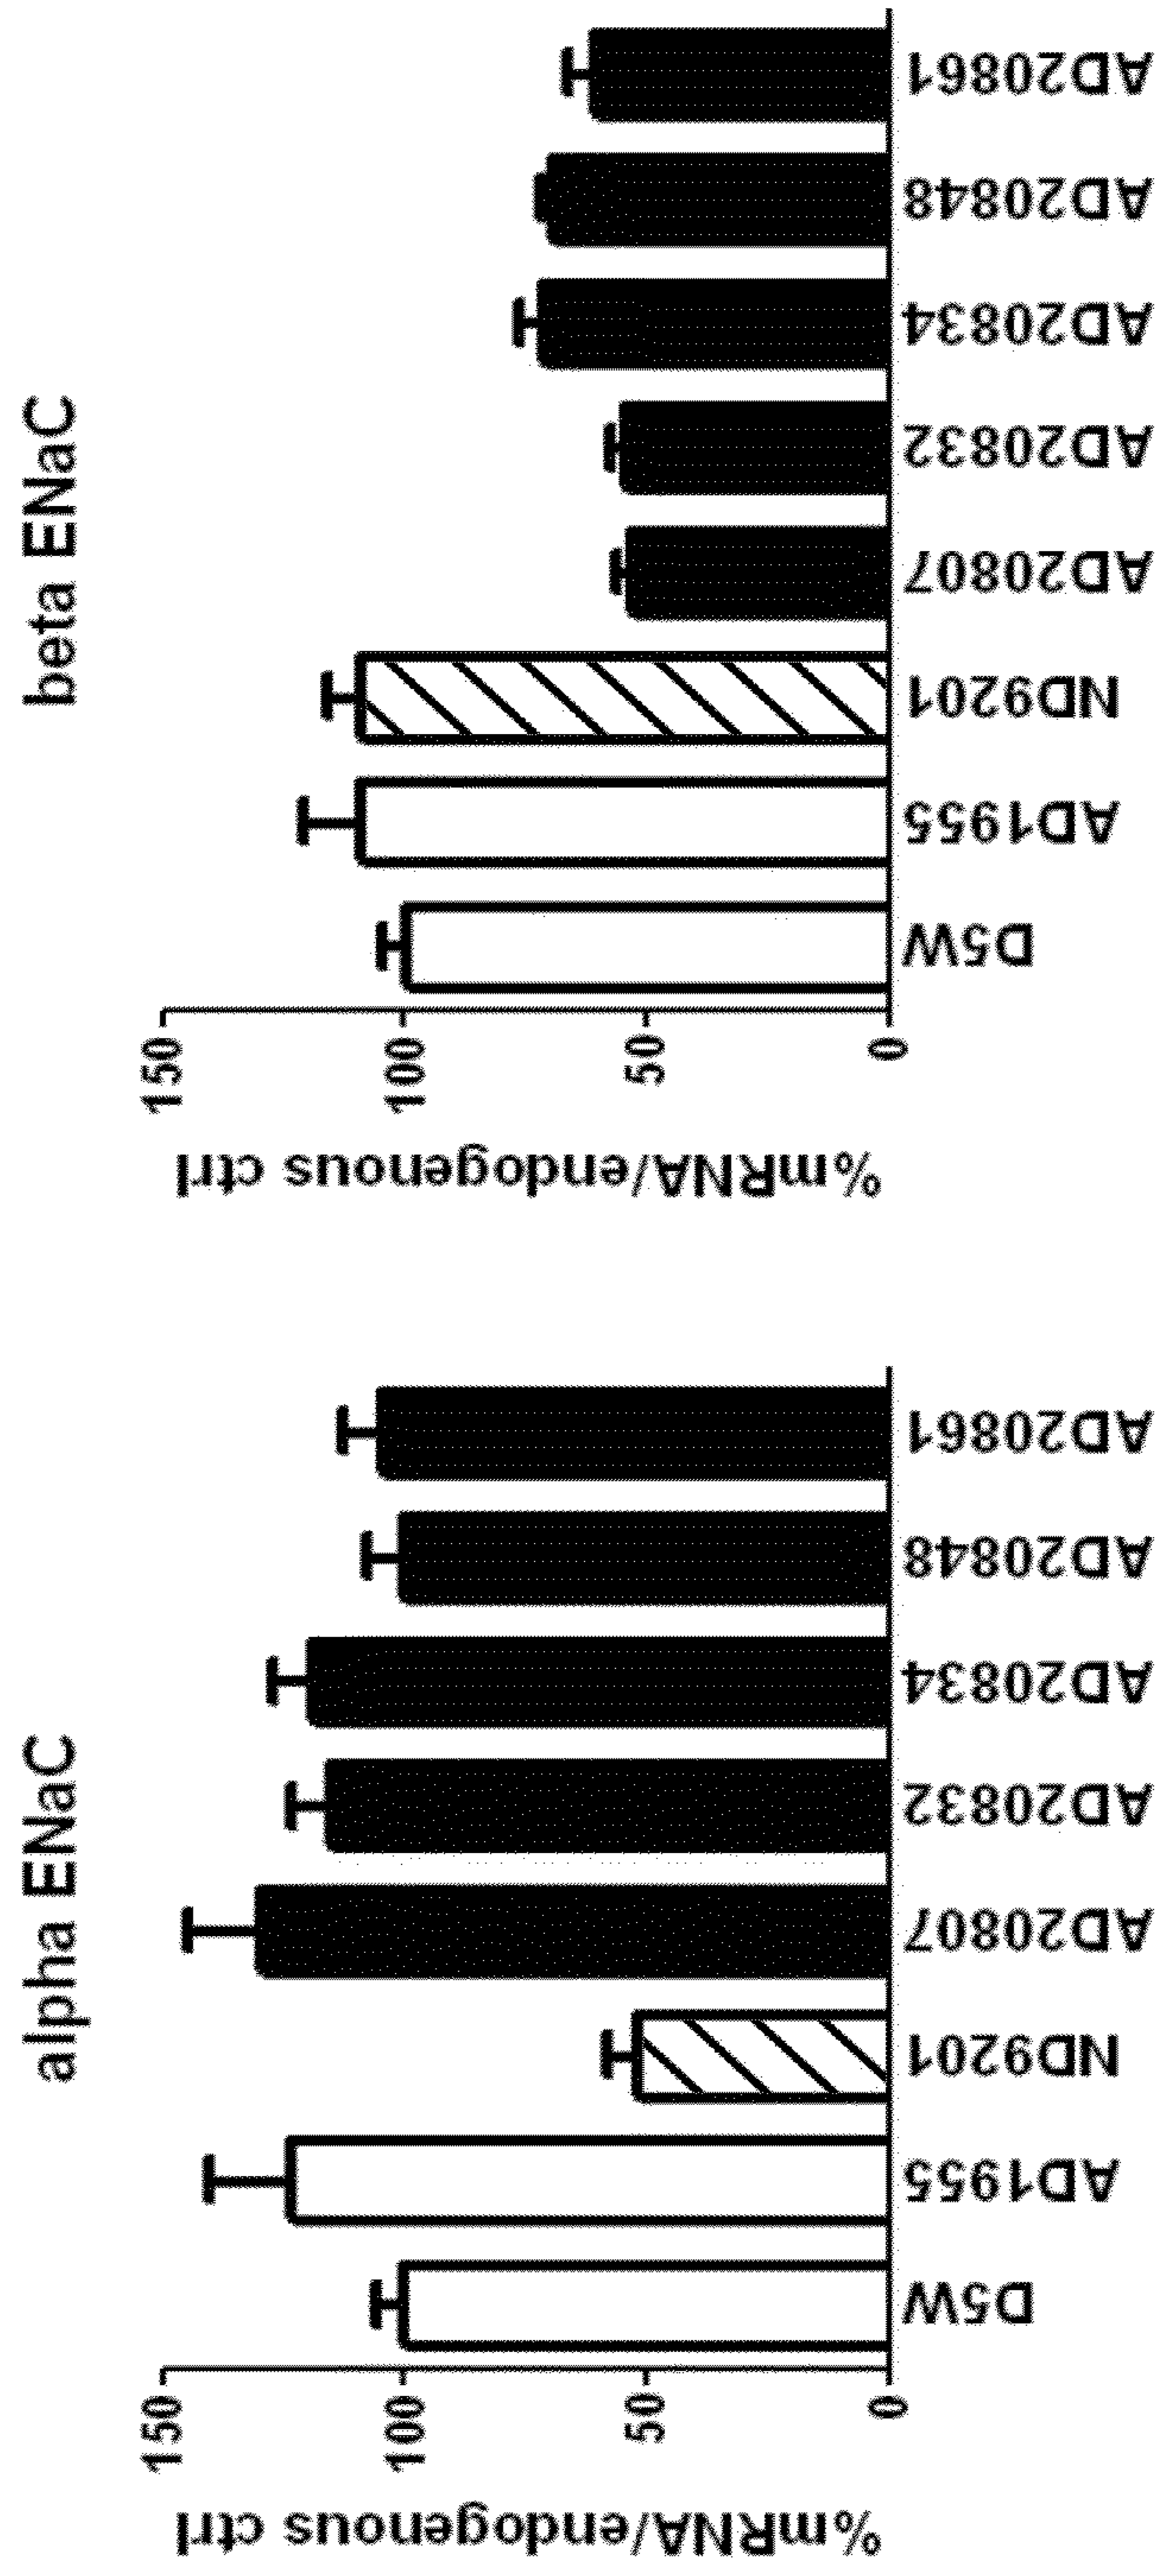 alpha ENaC
%mRNA/endogenous ctrl
150
100
50
0
D5W
AD1955
ND9201
AD20807
AD20832
AD20834
AD20848
AD20861
beta ENaC
%mRNA/endogenous ctrl
150
100
50
0
D5W
AD1955
ND9201
AD20807
AD20832
AD20834
AD20848
AD20861